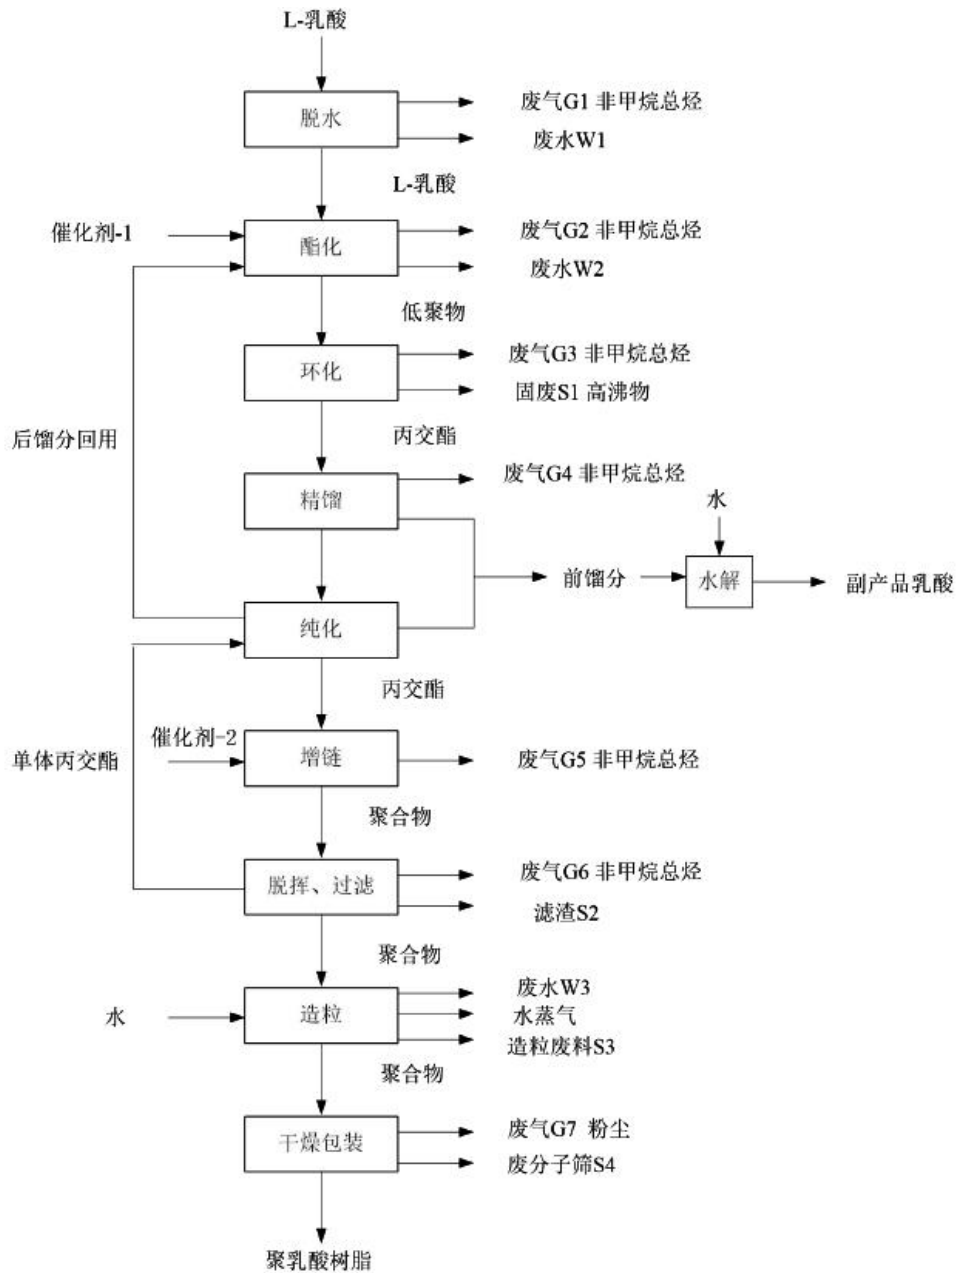 L-乳酸
脱水
废气G1 非甲烷总烃
废水W1
L-乳酸
催化剂-1
酯化
废气G2 非甲烷总烃
废水W2
低聚物
环化
废气G3 非甲烷总烃
固废S1 高沸物
后馏分回用
丙交酯
精馏
废气G4 非甲烷总烃
水
前馏分
水解
副产品乳酸
纯化
丙交酯
催化剂-2
单体丙交酯
增链
废气G5 非甲烷总烃
聚合物
脱挥、过滤
废气G6 非甲烷总烃
滤渣S2
聚合物
水
造粒
废水W3
水蒸气
造粒废料S3
聚合物
干燥包装
废气G7 粉尘
废分子筛S4
聚乳酸树脂